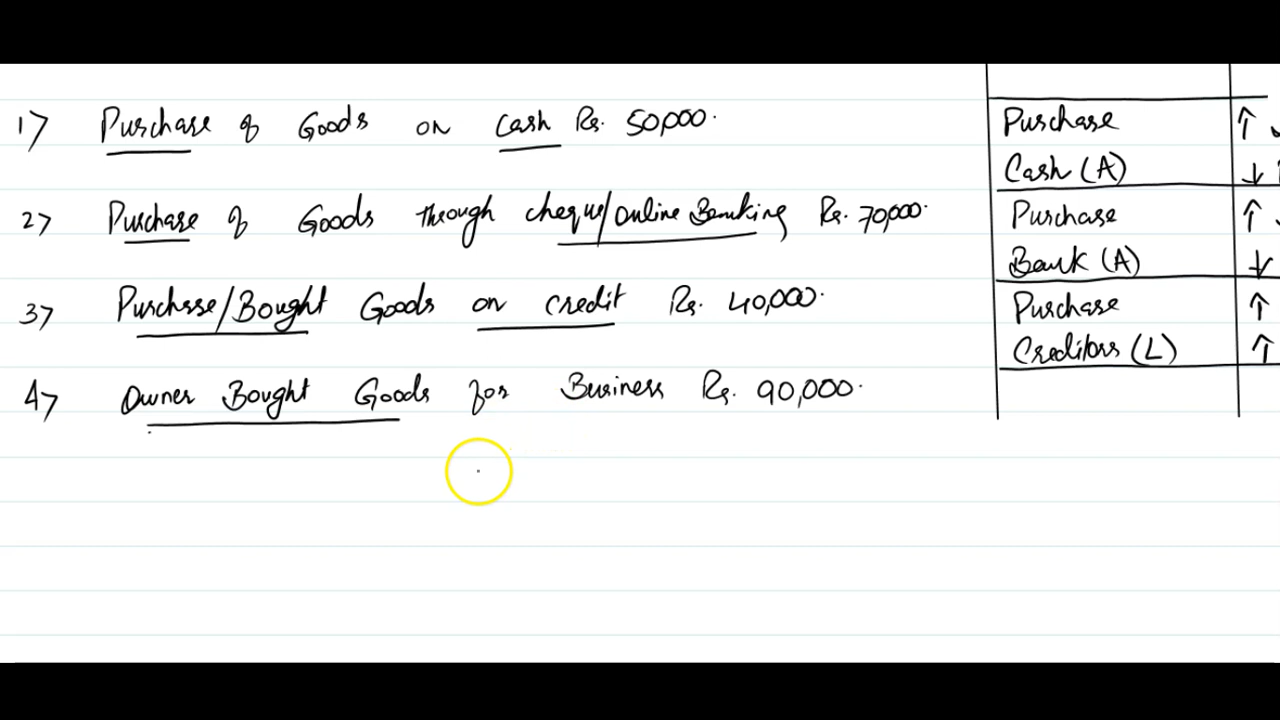 1) Purchase of Goods on Cash Rs. 50,000.
2) Purchase of Goods through cheque/online Banking Rs. 70,000.
3) Purchase/Bought Goods on credit Rs. 40,000.
4) Owner Bought Goods for Business Rs. 90,000.
Purchase ↑
Cash (A) ↓
Purchase ↑
Bank (A) ↓
Purchase ↑
Creditors (L) ↑